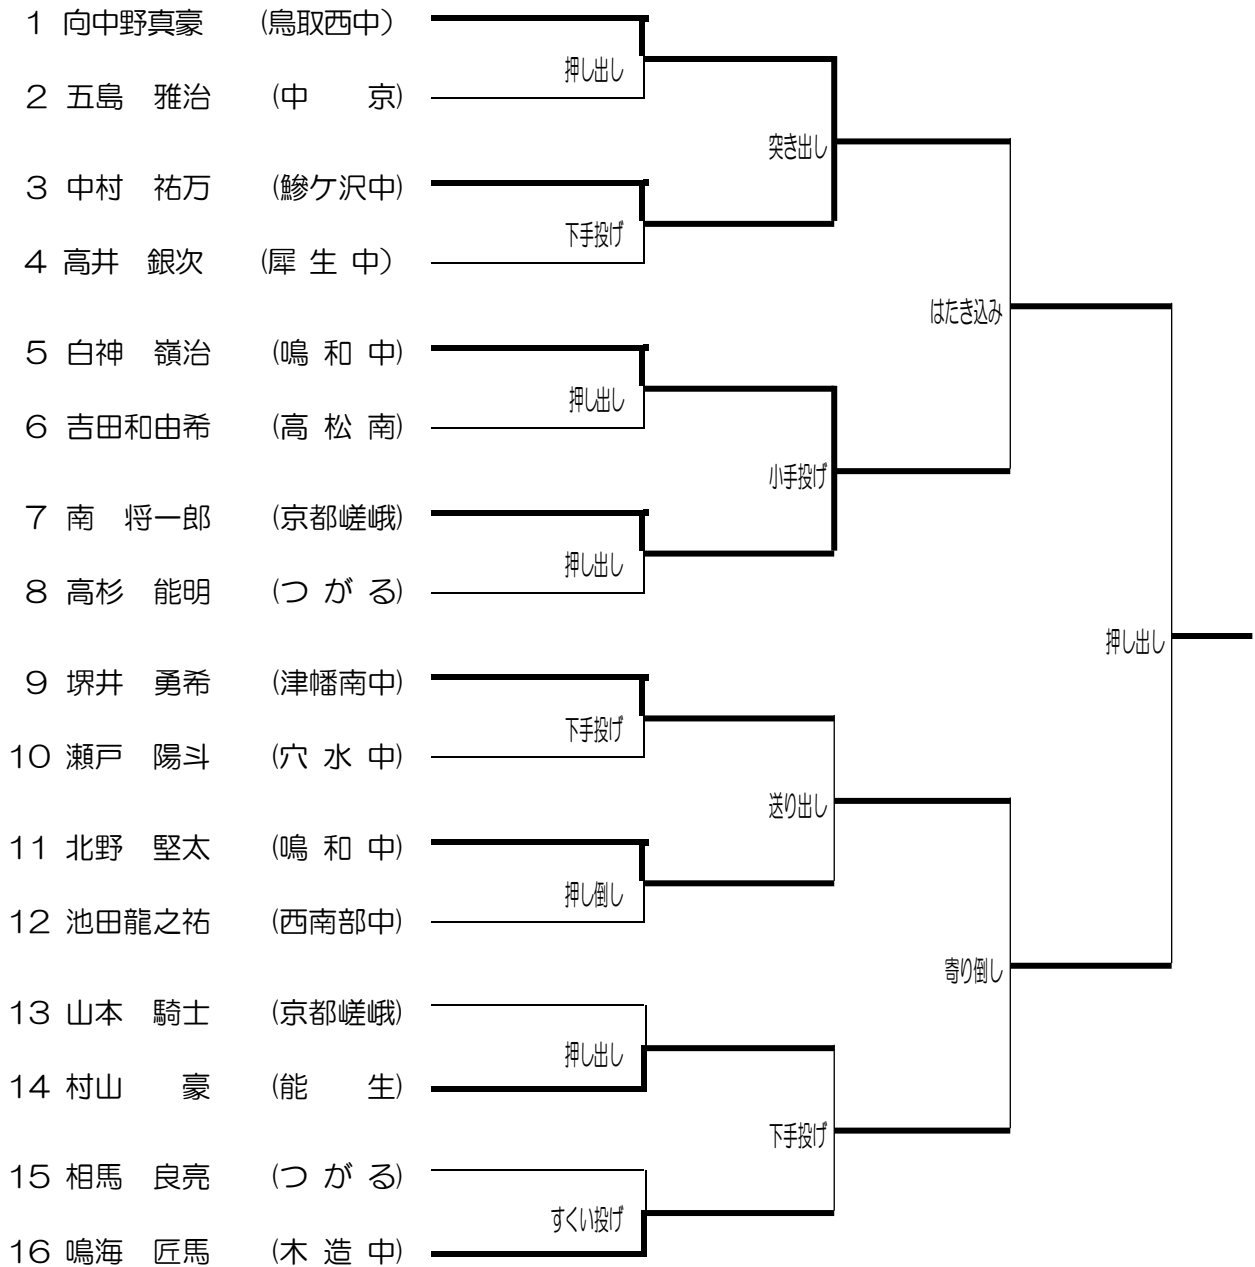 1 向中野真豪 (鳥取西中)
押し出し
2 五島 雅治 (中 京)
突き出し
3 中村 祐万 (鰺ケ沢中)
下手投げ
4 高井 銀次 (犀生中)
はたき込み
5 白神 嶺治 (鳴和中)
押し出し
6 吉田和由希 (高松南)
小手投げ
7 南 将一郎 (京都嵯峨)
押し出し
8 高杉 能明 (つがる)
押し出し
9 堺井 勇希 (津幡南中)
下手投げ
10 瀬戸 陽斗 (穴水中)
送り出し
11 北野 堅太 (鳴和中)
押し倒し
12 池田龍之祐 (西南部中)
寄り倒し
13 山本 騎士 (京都嵯峨)
押し出し
14 村山 豪 (能 生)
下手投げ
15 相馬 良亮 (つがる)
すくい投げ
16 鳴海 匠馬 (木造中)